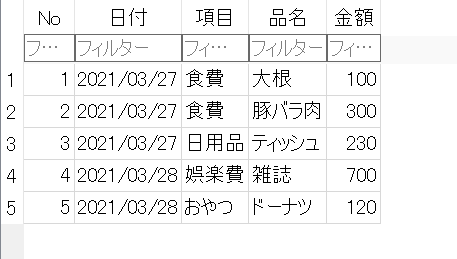 No 日付 項目 品名 金額
フ… フィルター フィ… フィルター フィ…
1 1 2021/03/27 食費 大根 100
2 2 2021/03/27 食費 豚バラ肉 300
3 3 2021/03/27 日用品 ティッシュ 230
4 4 2021/03/28 娯楽費 雑誌 700
5 5 2021/03/28 おやつ ドーナツ 120